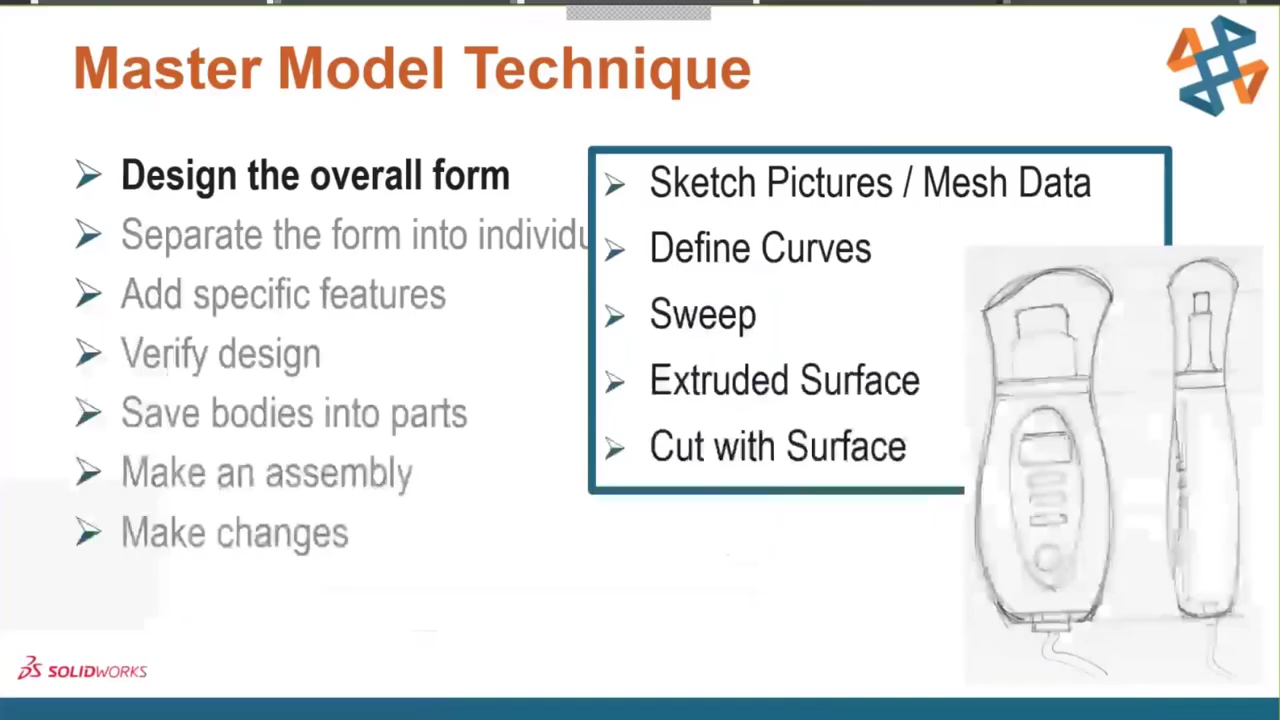 Master Model Technique
Design the overall form
Separate the form into
Add specific features
Verify design
Save bodies into parts
Make an assembly
Make changes
Sketch Pictures / Mesh Data
Define Curves
Sweep
Extruded Surface
Cut with Surface
SOLIDWORKS